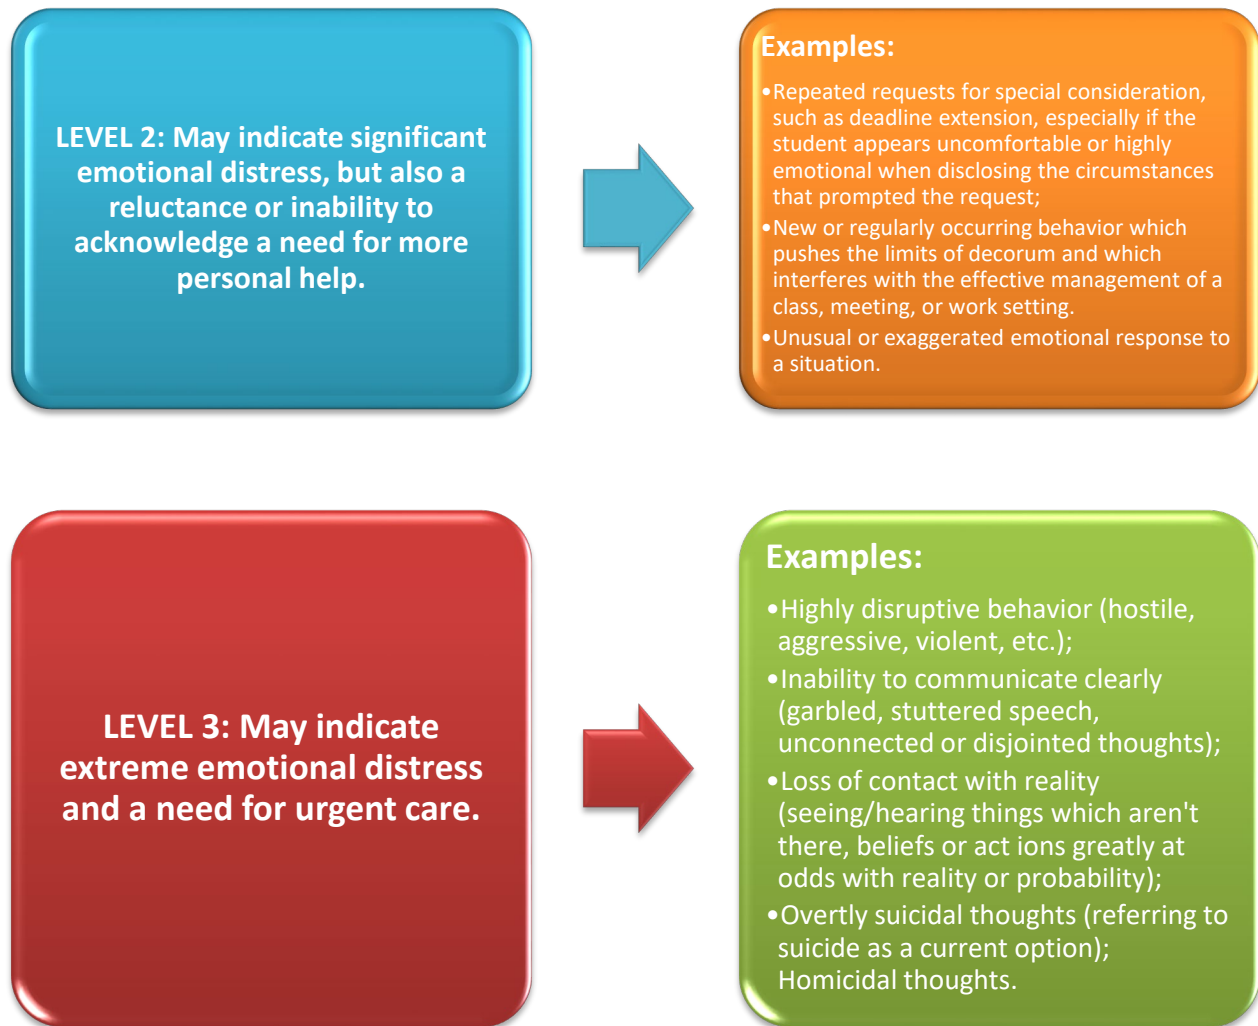 LEVEL 2: May indicate significant
emotional distress, but also a
reluctance or inability to
acknowledge a need for more
personal help.
Examples:
•Repeated requests for special consideration,
such as deadline extension, especially if the
student appears uncomfortable or highly
emotional when disclosing the circumstances
that prompted the request;
•New or regularly occurring behavior which
pushes the limits of decorum and which
interferes with the effective management of a
class, meeting, or work setting.
•Unusual or exaggerated emotional response to
a situation.
LEVEL 3: May indicate
extreme emotional distress
and a need for urgent care.
Examples:
•Highly disruptive behavior (hostile,
aggressive, violent, etc.);
•Inability to communicate clearly
(garbled, stuttered speech,
unconnected or disjointed thoughts);
•Loss of contact with reality
(seeing/hearing things which aren't
there, beliefs or act ions greatly at
odds with reality or probability);
•Overtly suicidal thoughts (referring to
suicide as a current option);
Homicidal thoughts.